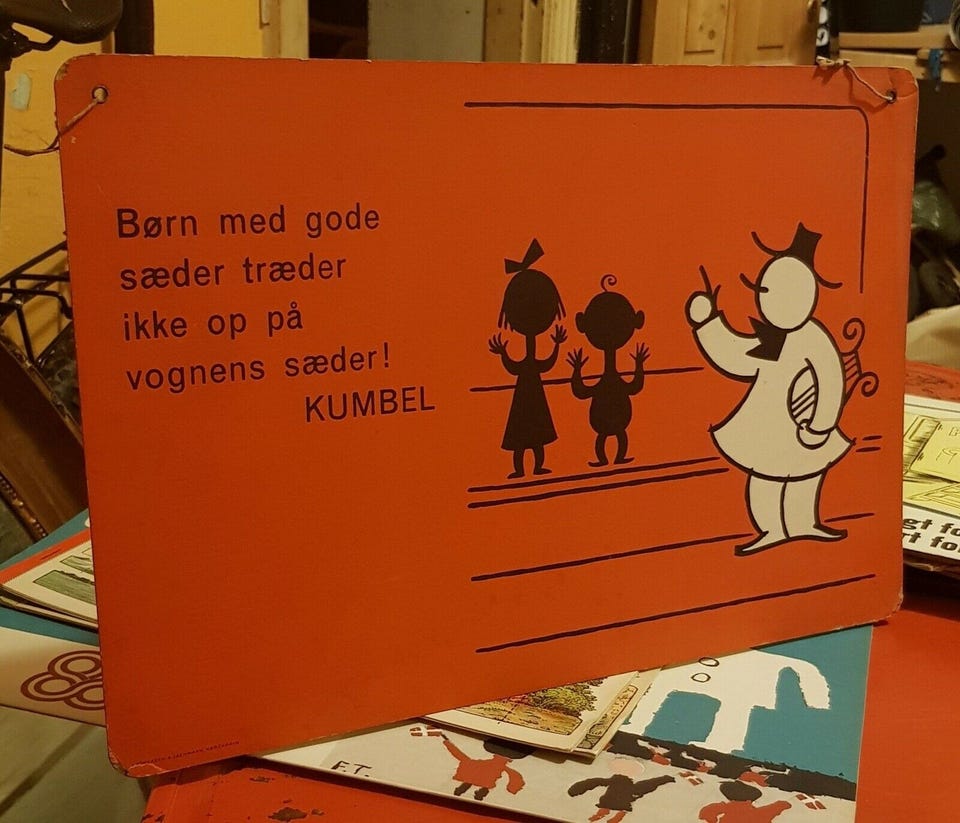 Børn med gode
sæder træder
ikke op på
vognens sæder!
KUMBEL
F.T.